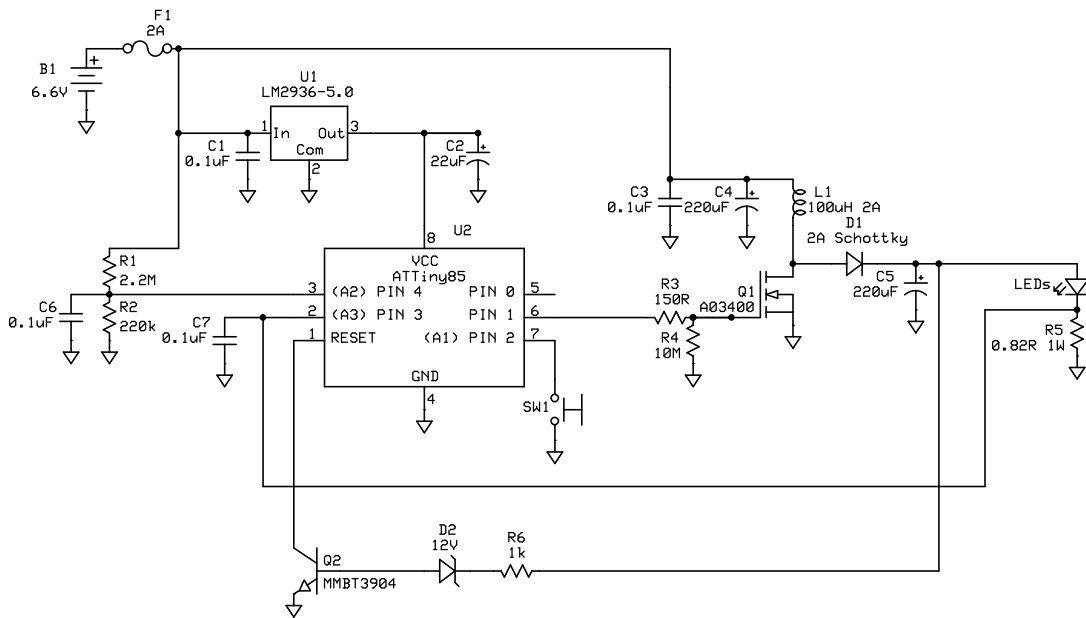 F1
2A
B1
6.6V
U1
LM2936-5.0
1 In Out 3
Com
2
C1
0.1uF
C2
22uF
C3
0.1uF
C4
220uF
L1
100uH 2A
D1
2A Schottky
8
U2
VCC
ATTiny85
R1
2.2M
3 (A2) PIN 4 PIN 0 5
2 (A3) PIN 3 PIN 1 6
1 RESET (A1) PIN 2 7
GND
4
C6
0.1uF
R2
220k
C7
0.1uF
R3
150R
R4
10M
Q1
AO3400
C5
220uF
LEDs
R5
0.82R 1W
SW1
D2
12V
R6
1k
Q2
MMBT3904